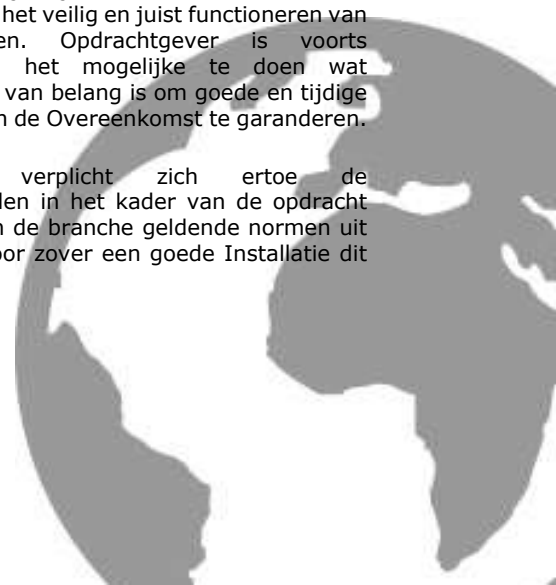 het veilig en juist functioneren van
en. Opdrachtgever is voorts
het mogelijke te doen wat
van belang is om goede en tijdige
n de Overeenkomst te garanderen.
verplicht zich ertoe de
den in het kader van de opdracht
n de branche geldende normen uit
oor zover een goede Installatie dit